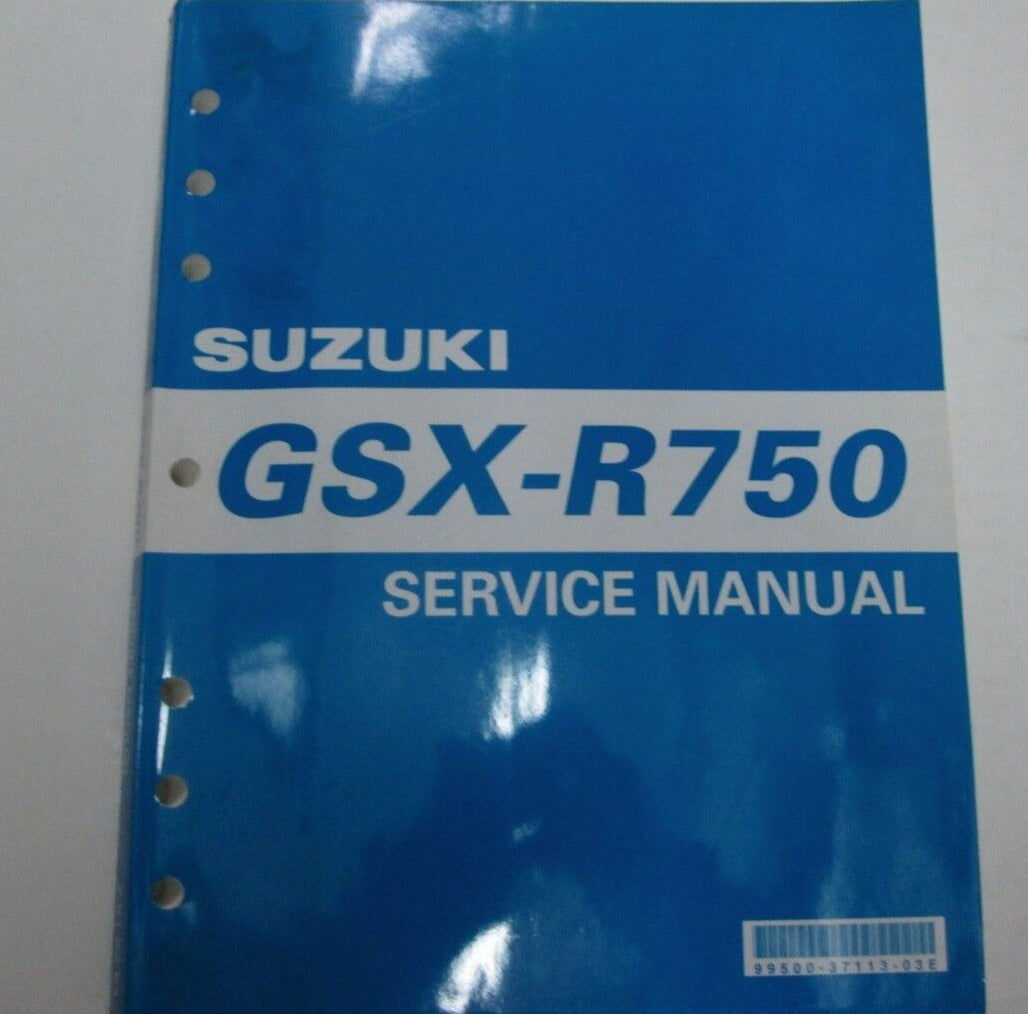 SUZUKI
GSX-R750
SERVICE MANUAL
99500-37113-03E